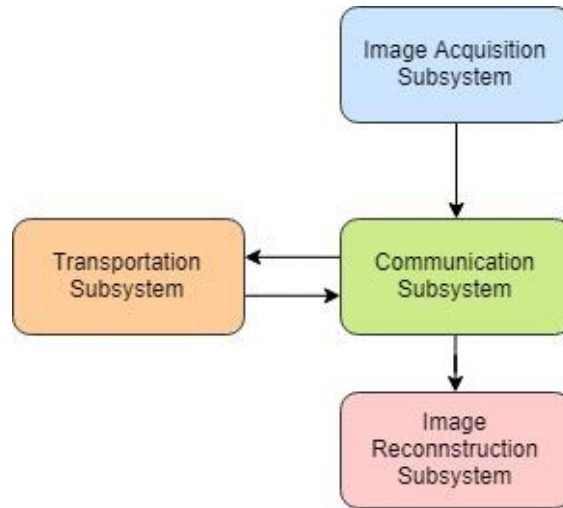 Image Acquisition
Subsystem
Transportation
Subsystem
Communication
Subsystem
Image
Reconnstruction
Subsystem